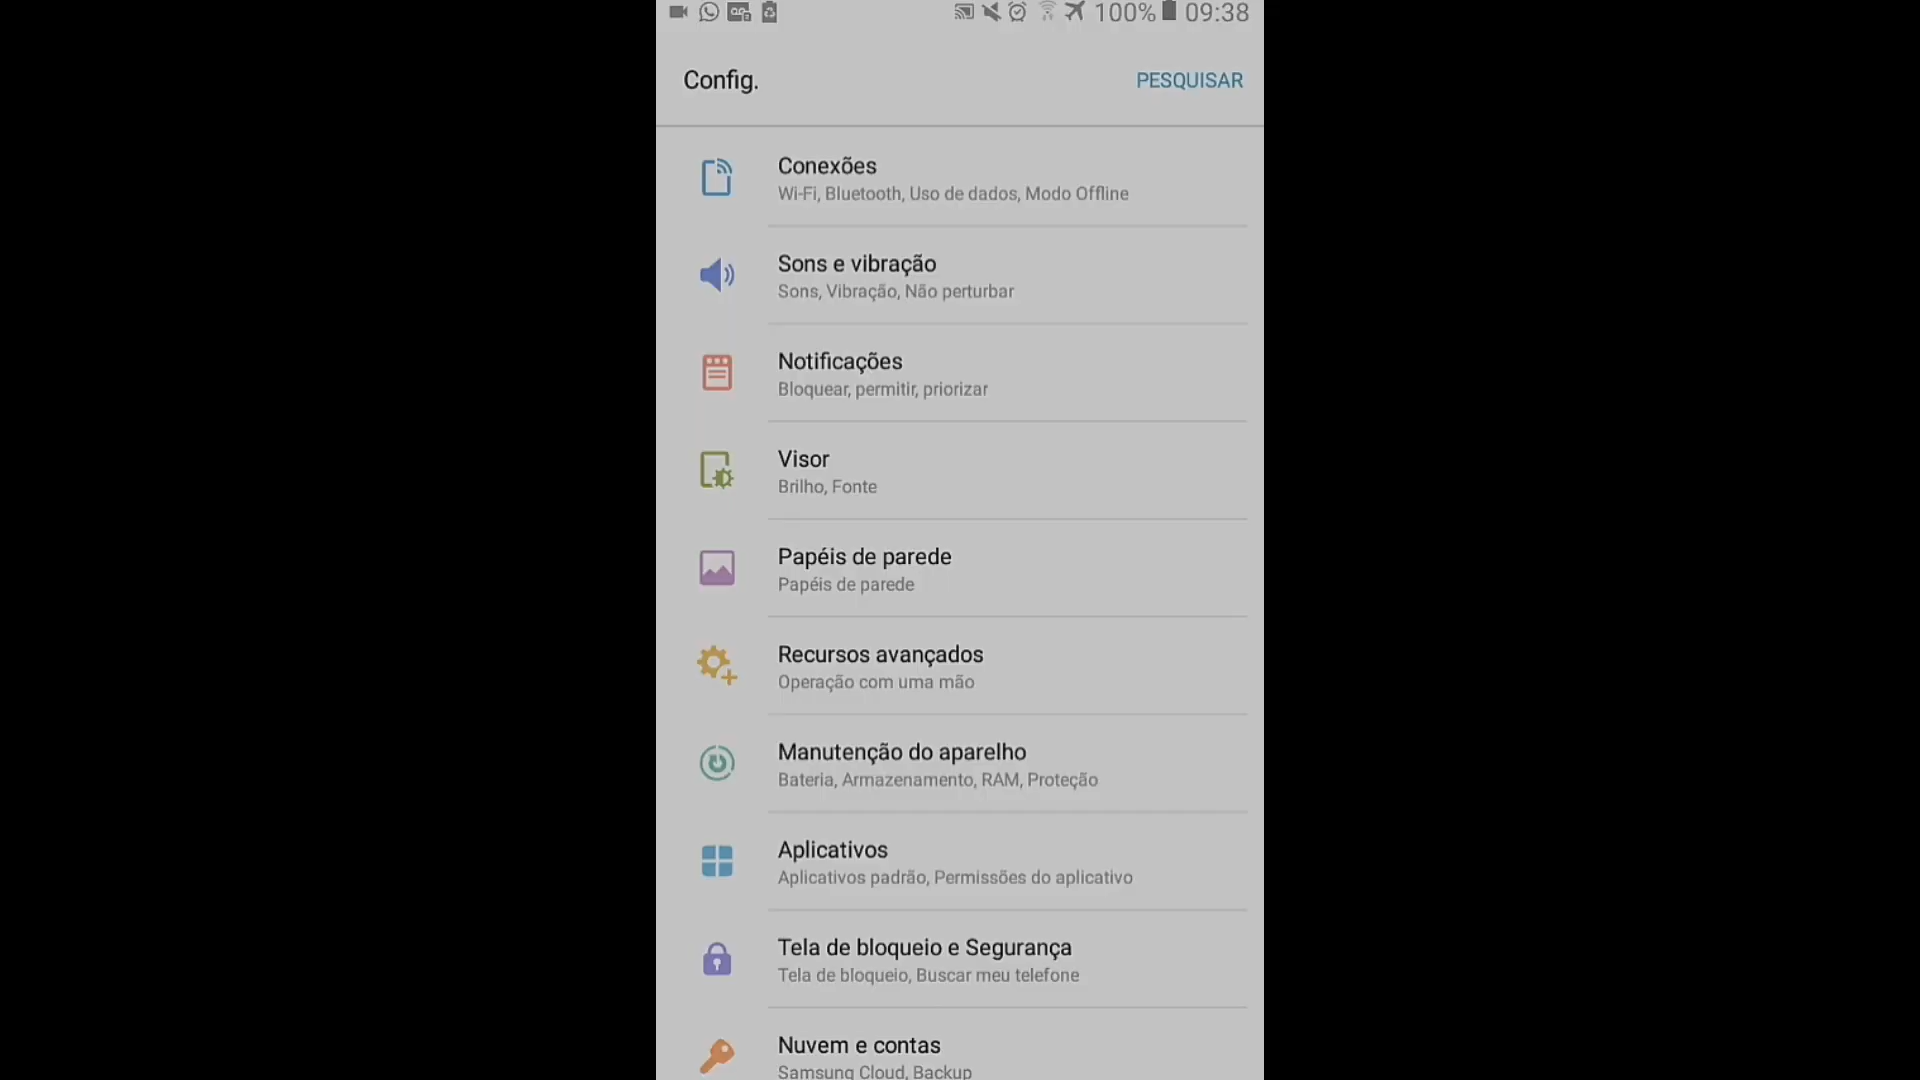 100% 09:38
Config. PESQUISAR
Conexões
Wi-Fi, Bluetooth, Uso de dados, Modo Offline
Sons e vibração
Sons, Vibração, Não perturbar
Notificações
Bloquear, permitir, priorizar
Visor
Brilho, Fonte
Papéis de parede
Papéis de parede
Recursos avançados
Operação com uma mão
Manutenção do aparelho
Bateria, Armazenamento, RAM, Proteção
Aplicativos
Aplicativos padrão, Permissões do aplicativo
Tela de bloqueio e Segurança
Tela de bloqueio, Buscar meu telefone
Nuvem e contas
Samsung Cloud, Backup